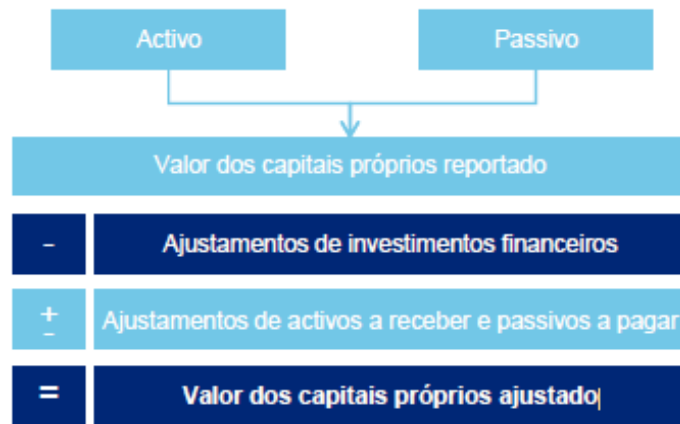 Activo
Passivo
Valor dos capitais próprios reportado
- Ajustamentos de investimentos financeiros
± Ajustamentos de activos a receber e passivos a pagar
= Valor dos capitais próprios ajustado